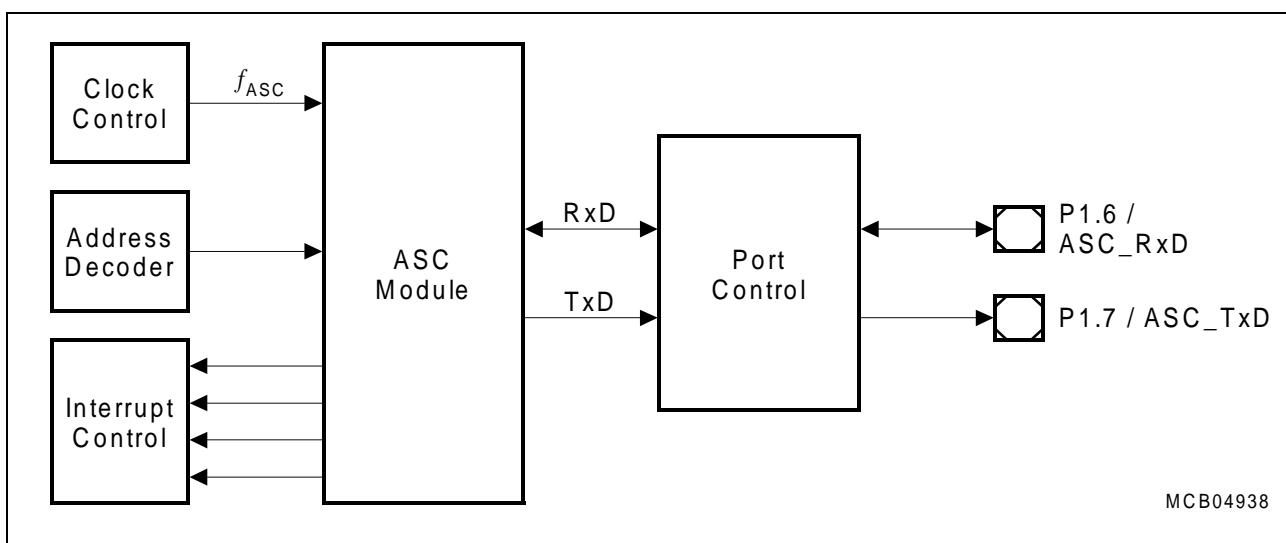 Clock
Control
fASC
Address
Decoder
Interrupt
Control
ASC
Module
RxD
TxD
Port
Control
P1.6 /
ASC_RxD
P1.7 / ASC_TxD
MCB04938